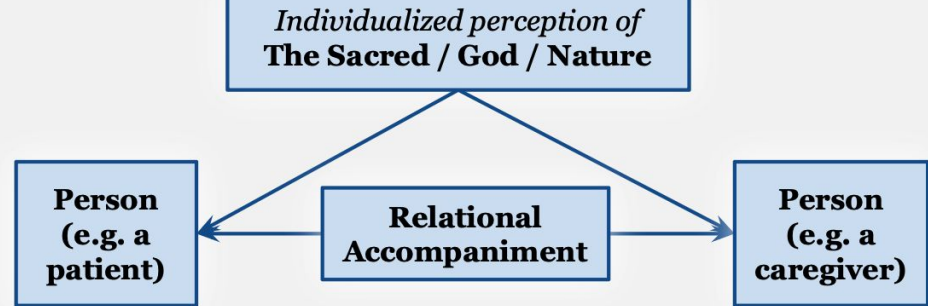 Individualized perception of
The Sacred / God / Nature
Person
(e.g. a
patient)
Relational
Accompaniment
Person
(e.g. a
caregiver)